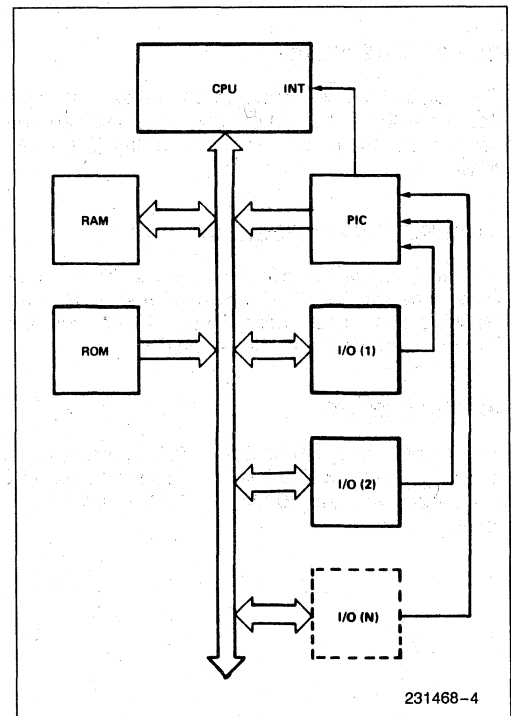 CPU INT
RAM
PIC
ROM
I/O (1)
I/O (2)
I/O (N)
231468-4